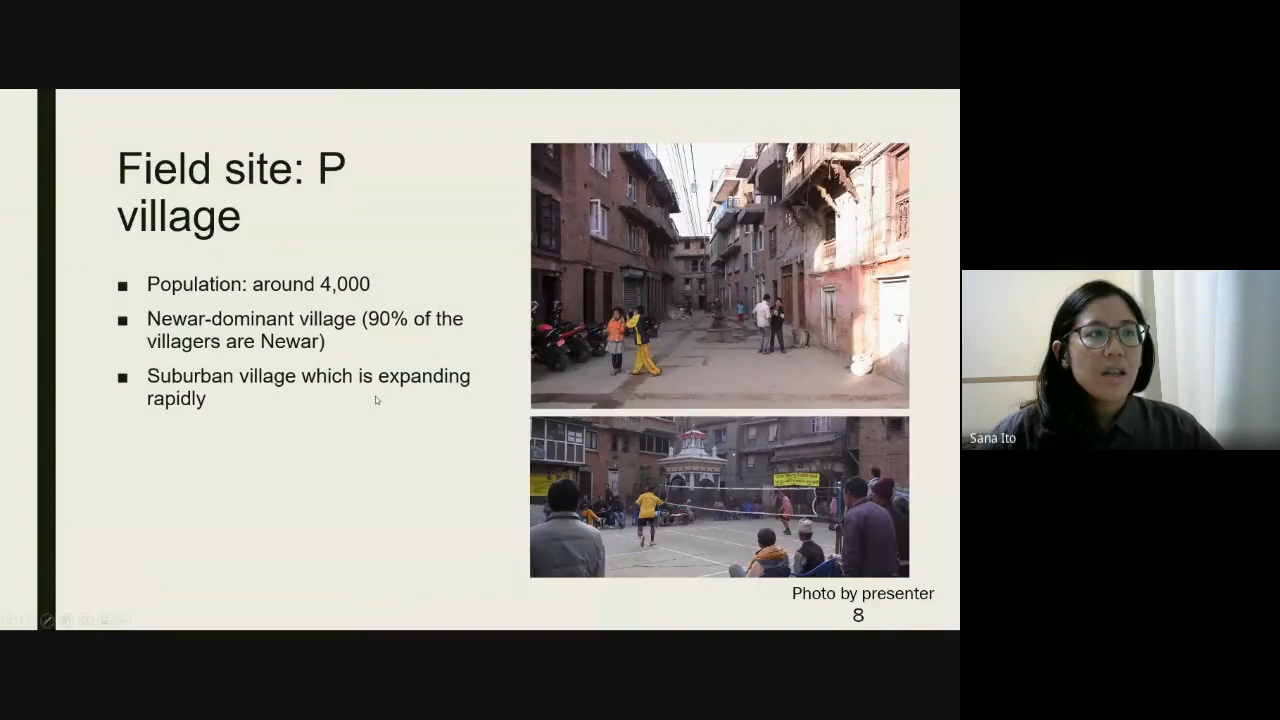 Field site: P
village
■ Population: around 4,000
■ Newar-dominant village (90% of the
villagers are Newar)
■ Suburban village which is expanding
rapidly
Photo by presenter
8
Sana Ito